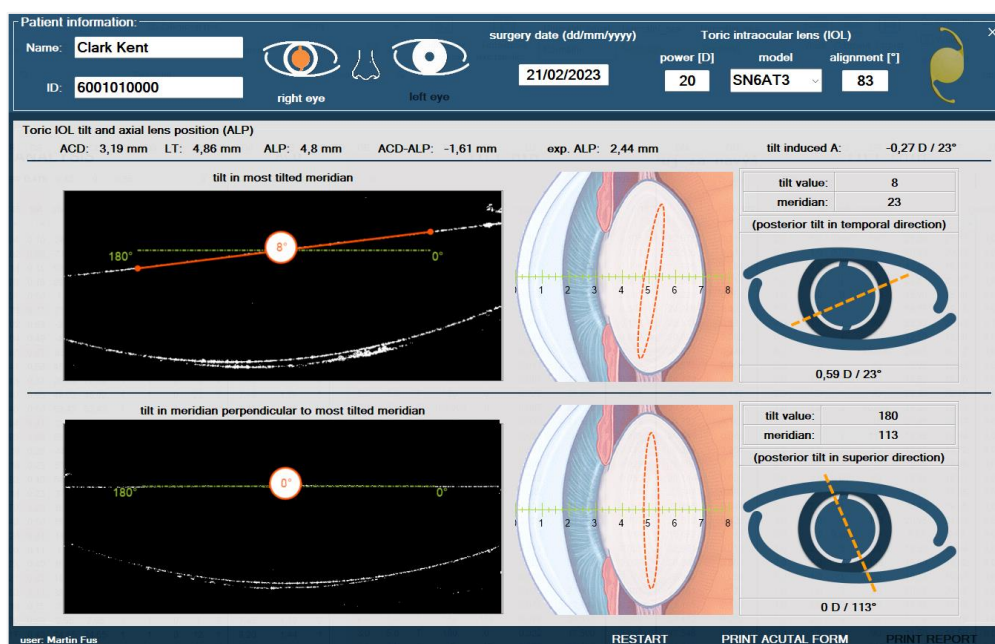 Patient information:
Name: Clark Kent
ID: 6001010000
right eye
left eye
surgery date (dd/mm/yyyy)
21/02/2023
Toric intraocular lens (IOL)
power [D] model alignment [°]
20 SN6AT3 83
×
Toric IOL tilt and axial lens position (ALP)
ACD: 3,19 mm LT: 4,86 mm ALP: 4,8 mm ACD-ALP: -1,61 mm exp. ALP: 2,44 mm tilt induced A: -0,27 D / 23°
tilt in most tilted meridian
180° 8° 0°
1 2 3 4 5 6 7 8
tilt value: 8
meridian: 23
(posterior tilt in temporal direction)
0,59 D / 23°
tilt in meridian perpendicular to most tilted meridian
180° 0° 0°
1 2 3 4 5 6 7 8
tilt value: 180
meridian: 113
(posterior tilt in superior direction)
0 D / 113°
user: Martin Fus
RESTART PRINT ACUTAL FORM PRINT REPORT